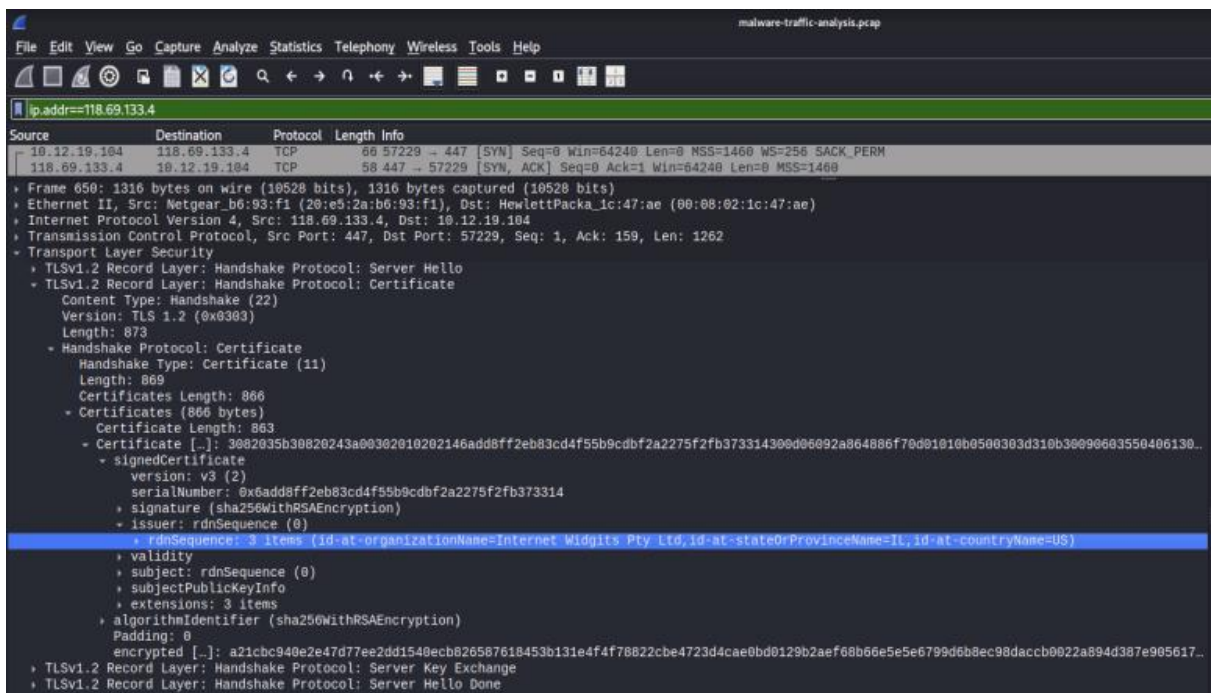 malware-traffic-analysis.pcap
File Edit View Go Capture Analyze Statistics Telephony Wireless Tools Help
ip.addr==118.69.133.4
Source Destination Protocol Length Info
10.12.19.104 118.69.133.4 TCP 66 57229 → 447 [SYN] Seq=0 Win=64240 Len=0 MSS=1460 WS=256 SACK_PERM
118.69.133.4 10.12.19.104 TCP 58 447 → 57229 [SYN, ACK] Seq=0 Ack=1 Win=64240 Len=0 MSS=1460
Frame 650: 1316 bytes on wire (10528 bits), 1316 bytes captured (10528 bits)
Ethernet II, Src: Netgear_b6:93:f1 (20:e5:2a:b6:93:f1), Dst: HewlettPacka_1c:47:ae (00:08:02:1c:47:ae)
Internet Protocol Version 4, Src: 118.69.133.4, Dst: 10.12.19.104
Transmission Control Protocol, Src Port: 447, Dst Port: 57229, Seq: 1, Ack: 159, Len: 1262
Transport Layer Security
TLSv1.2 Record Layer: Handshake Protocol: Server Hello
TLSv1.2 Record Layer: Handshake Protocol: Certificate
Content Type: Handshake (22)
Version: TLS 1.2 (0x0303)
Length: 873
Handshake Protocol: Certificate
Handshake Type: Certificate (11)
Length: 869
Certificates Length: 866
Certificates (866 bytes)
Certificate Length: 863
Certificate […]: 3082035b30820243a00302010202146add8ff2eb83cd4f55b9cdbf2a2275f2fb373314300d06092a864886f70d01010b0500303d310b30090603550406130…
signedCertificate
version: v3 (2)
serialNumber: 0x6add8ff2eb83cd4f55b9cdbf2a2275f2fb373314
signature (sha256WithRSAEncryption)
issuer: rdnSequence (0)
rdnSequence: 3 items (id-at-organizationName=Internet Widgits Pty Ltd,id-at-stateOrProvinceName=IL,id-at-countryName=US)
validity
subject: rdnSequence (0)
subjectPublicKeyInfo
extensions: 3 items
algorithmIdentifier (sha256WithRSAEncryption)
Padding: 0
encrypted […]: a21cbc940e2e47d77ee2dd1540ecb826587618453b131e4f4f78822cbe4723d4cae0bd0129b2aef68b66e5e5e6799d6b8ec98daccb0022a894d387e905617…
TLSv1.2 Record Layer: Handshake Protocol: Server Key Exchange
TLSv1.2 Record Layer: Handshake Protocol: Server Hello Done